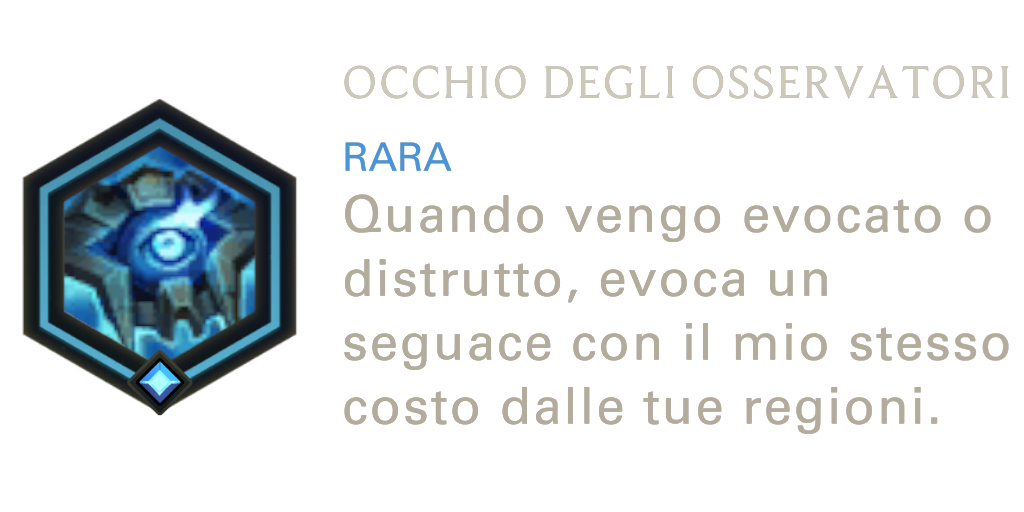 OCCHIO DEGLI OSSERVATORI
RARA
Quando vengo evocato o
distrutto, evoca un
seguace con il mio stesso
costo dalle tue regioni.